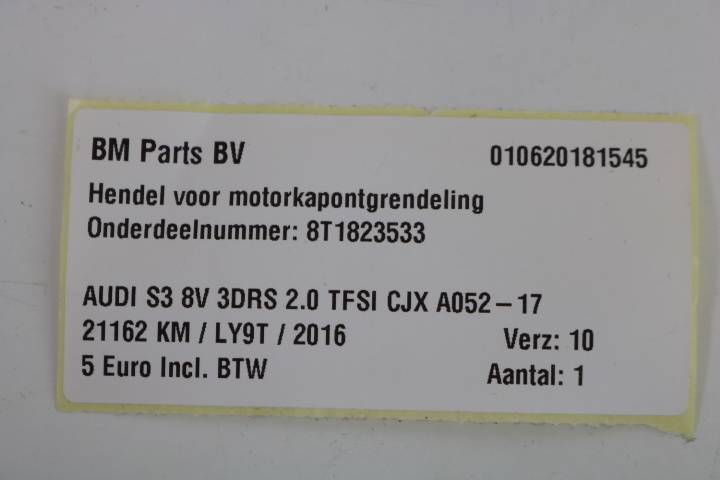 BM Parts BV 010620181545
Hendel voor motorkapontgrendeling
Onderdeelnummer: 8T1823533
AUDI S3 8V 3DRS 2.0 TFSI CJX A052 – 17
21162 KM / LY9T / 2016 Verz: 10
5 Euro Incl. BTW Aantal: 1